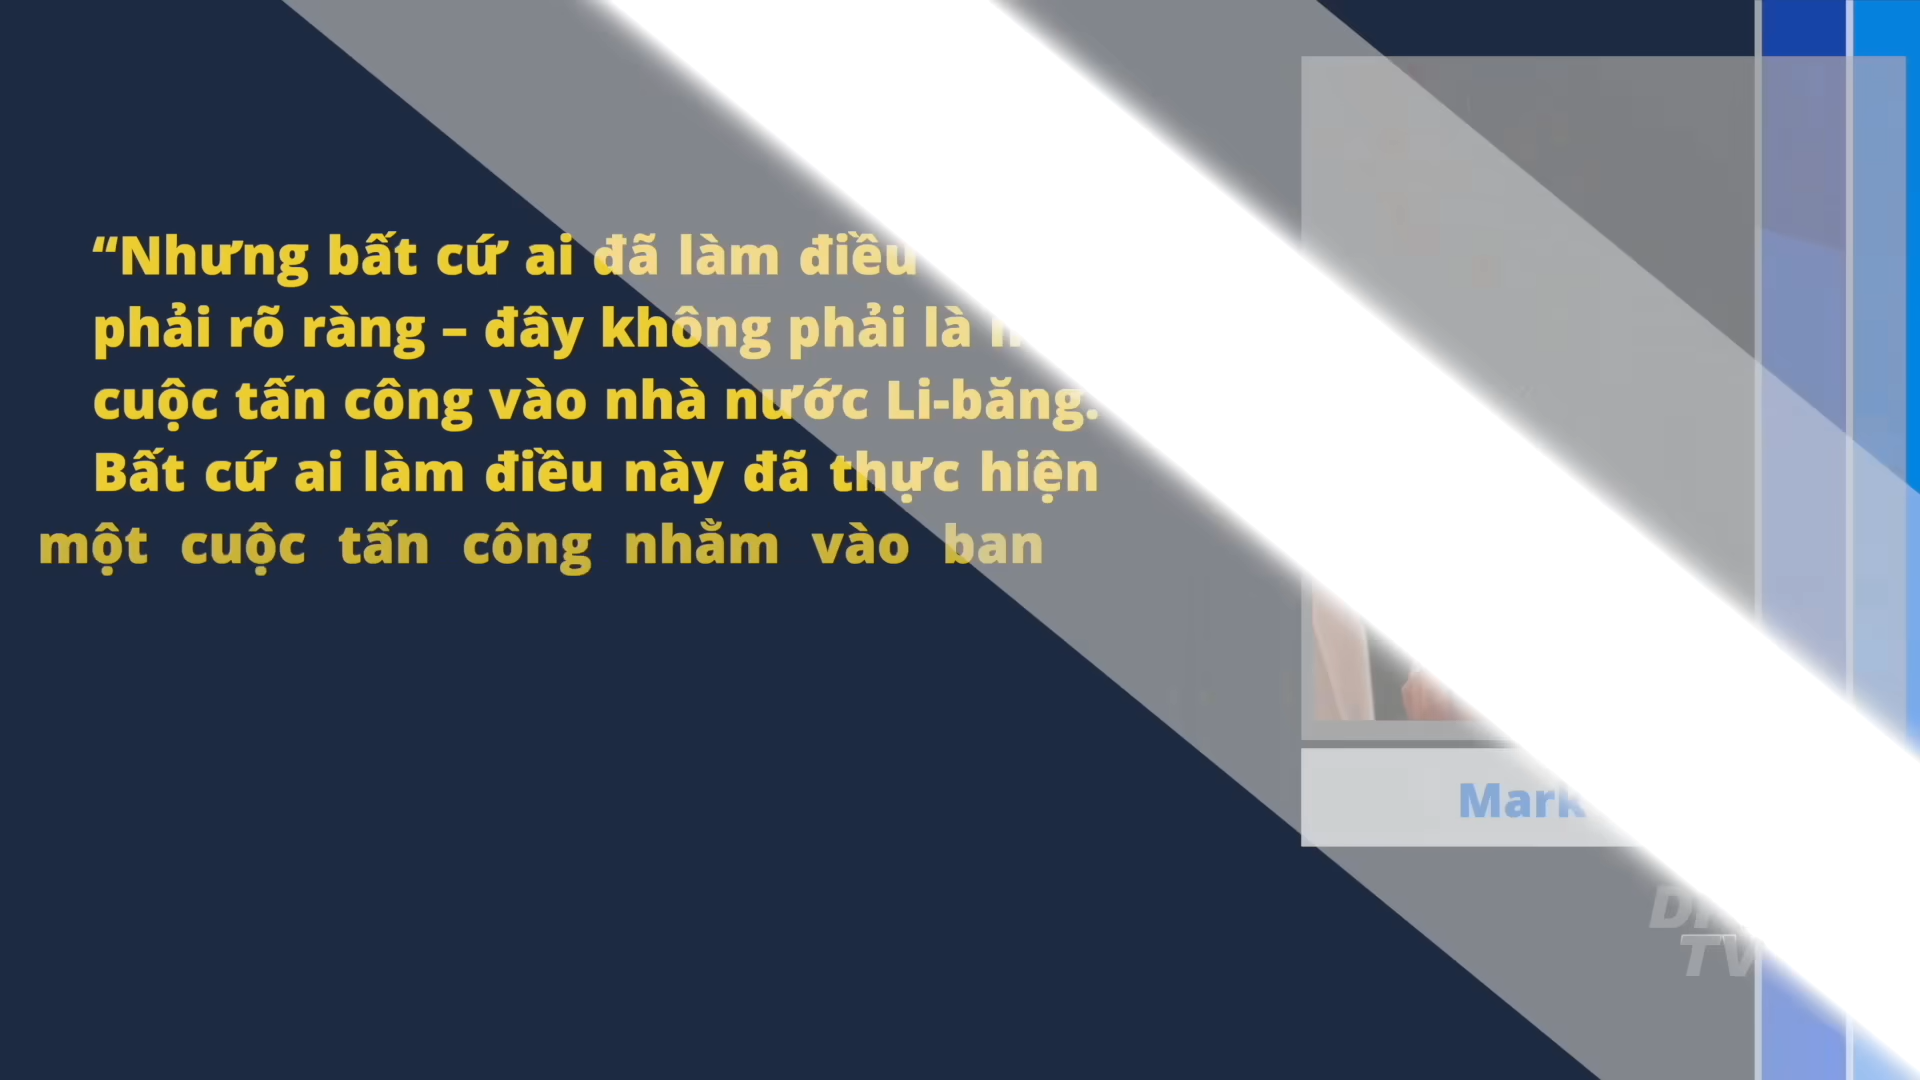 “Nhưng bất cứ ai đã làm điều
phải rõ ràng – đây không phải là
cuộc tấn công vào nhà nước Li-băng.
Bất cứ ai làm điều này đã thực hiện
một cuộc tấn công nhằm vào ban
Mark
TV